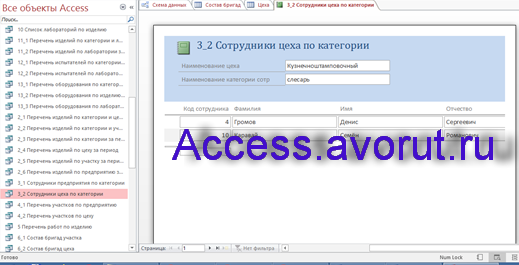 Все объекты Access
Поиск...
10 Список лабораторий по изделию
11_1 Перечень изделий по категории и п...
11_2 Перечень изделий по лаборатории з...
12_1 Перечень испытателей по категории...
12_2 Перечень испытателей по лаборато...
13_1 Перечень оборудования по категор...
13_2 Перечень оборудования по изделию...
13_3 Перечень оборудования по лаборат...
2_1 Перечень изделий по категории и це...
2_2 Перечень изделий по категории и уч...
2_3 Перечень изделий по категории и пр...
2_4 Перечень изделий по цеху за период
2_5 Перечень изделий по участку за пери...
2_6 Перечень изделий по предприятию з...
3_1 Сотрудники предприятия по категории
3_2 Сотрудники цеха по категории
4_1 Перечень участков по предприятию
4_2 Перечень участков по цеху
5 Перечень работ по изделию
6_1 Состав бригад участка
6_2 Состав бригад цеха
Схема данных
Состав бригад
Цеха
3_2 Сотрудники цеха по категории
3_2 Сотрудники цеха по категории
Наименование цеха Кузнечноштамповочный
Наименование категории сотр слесарь
Код сотрудника Фамилия Имя Отчество
4 Громов Денис Сергеевич
10 Каравай Семён Романович
Access.avorut.ru
Страница: 1 Нет фильтра
Готово
Num Lock